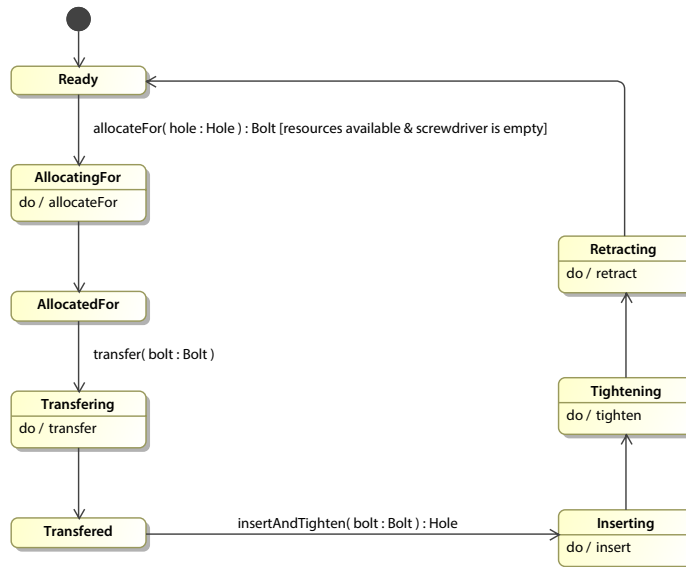 Ready
allocateFor( hole : Hole ) : Bolt [resources available & screwdriver is empty]
AllocatingFor
do / allocateFor
AllocatedFor
transfer( bolt : Bolt )
Transfering
do / transfer
Transfered
insertAndTighten( bolt : Bolt ) : Hole
Inserting
do / insert
Tightening
do / tighten
Retracting
do / retract